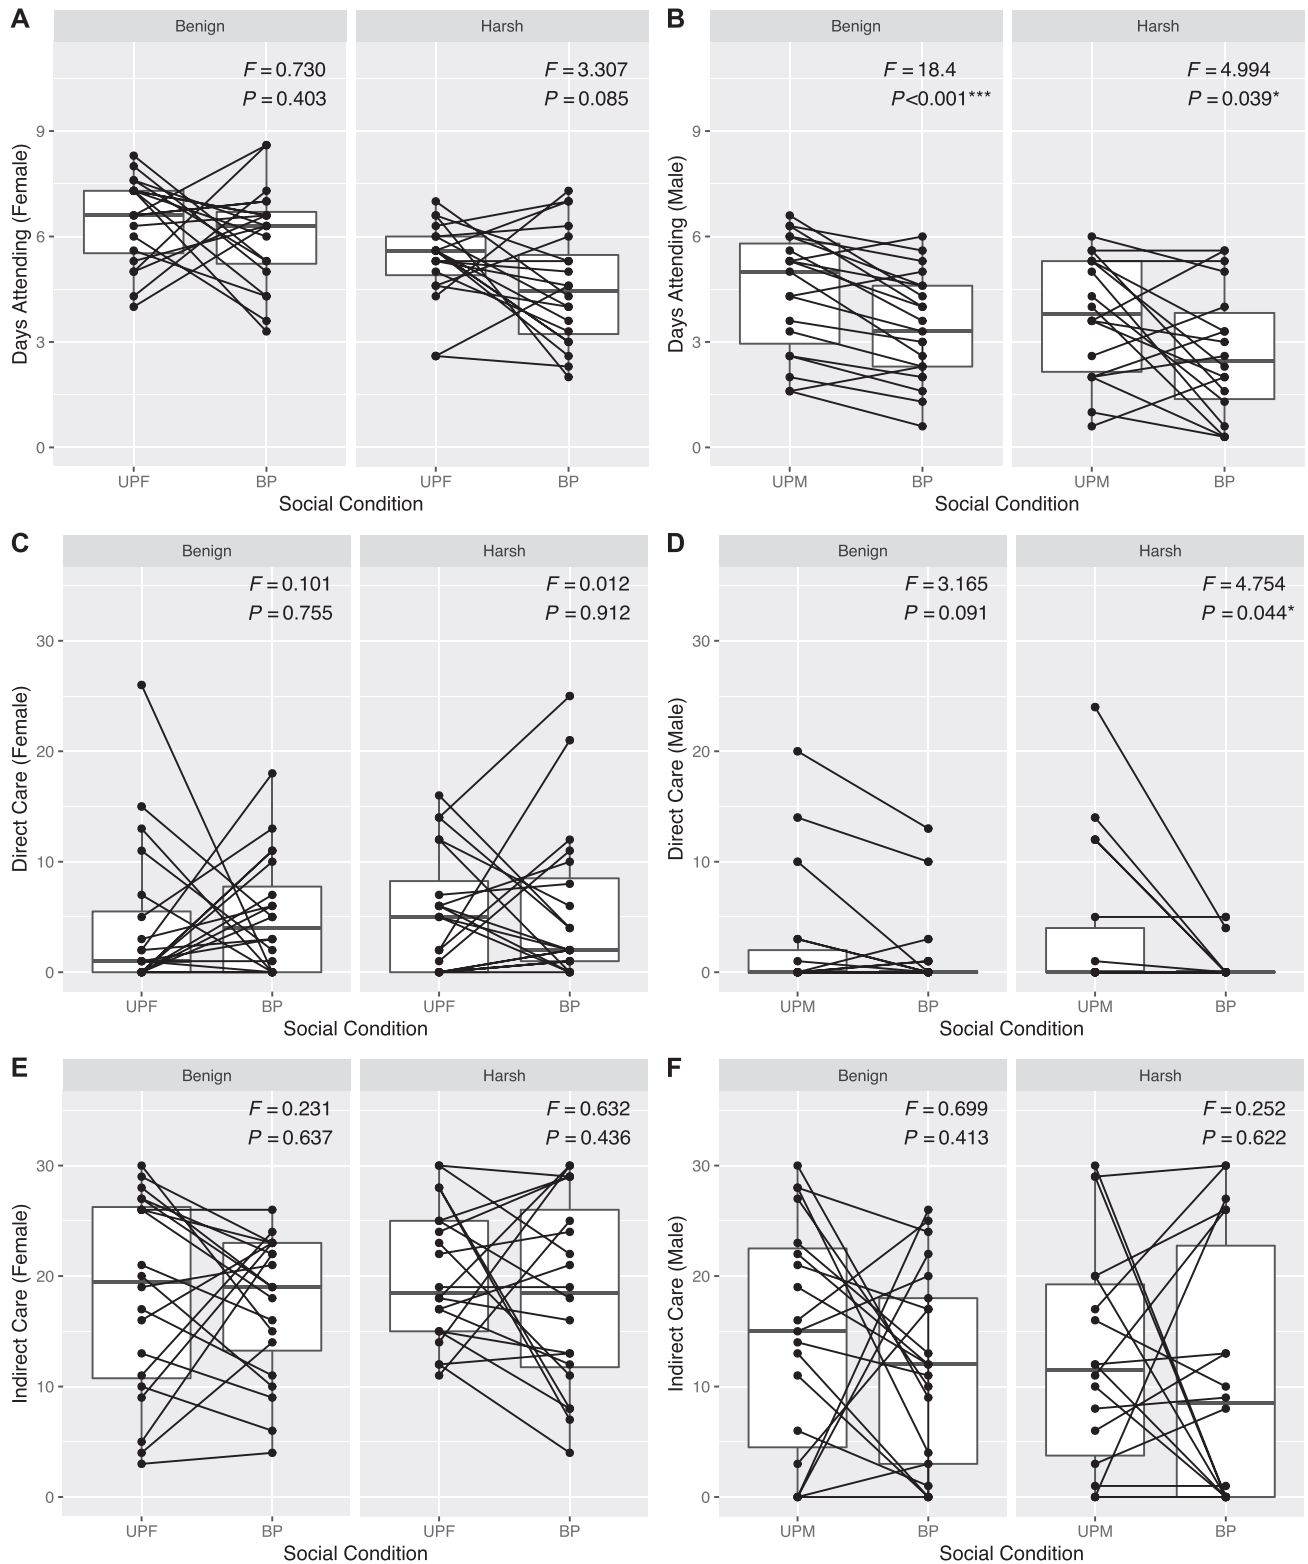 A
Benign
Harsh
F = 0.730
P = 0.403
F = 3.307
P = 0.085
Days Attending (Female)
9
6
3
0
UPF
BP
UPF
BP
Social Condition
B
Benign
Harsh
F = 18.4
P<0.001***
F = 4.994
P = 0.039*
Days Attending (Male)
9
6
3
0
UPM
BP
UPM
BP
Social Condition
C
Benign
Harsh
F = 0.101
P = 0.755
F = 0.012
P = 0.912
Direct Care (Female)
30
20
10
0
UPF
BP
UPF
BP
Social Condition
D
Benign
Harsh
F = 3.165
P = 0.091
F = 4.754
P = 0.044*
Direct Care (Male)
30
20
10
0
UPM
BP
UPM
BP
Social Condition
E
Benign
Harsh
F = 0.231
P = 0.637
F = 0.632
P = 0.436
Indirect Care (Female)
30
20
10
0
UPF
BP
UPF
BP
Social Condition
F
Benign
Harsh
F = 0.699
P = 0.413
F = 0.252
P = 0.622
Indirect Care (Male)
30
20
10
0
UPM
BP
UPM
BP
Social Condition